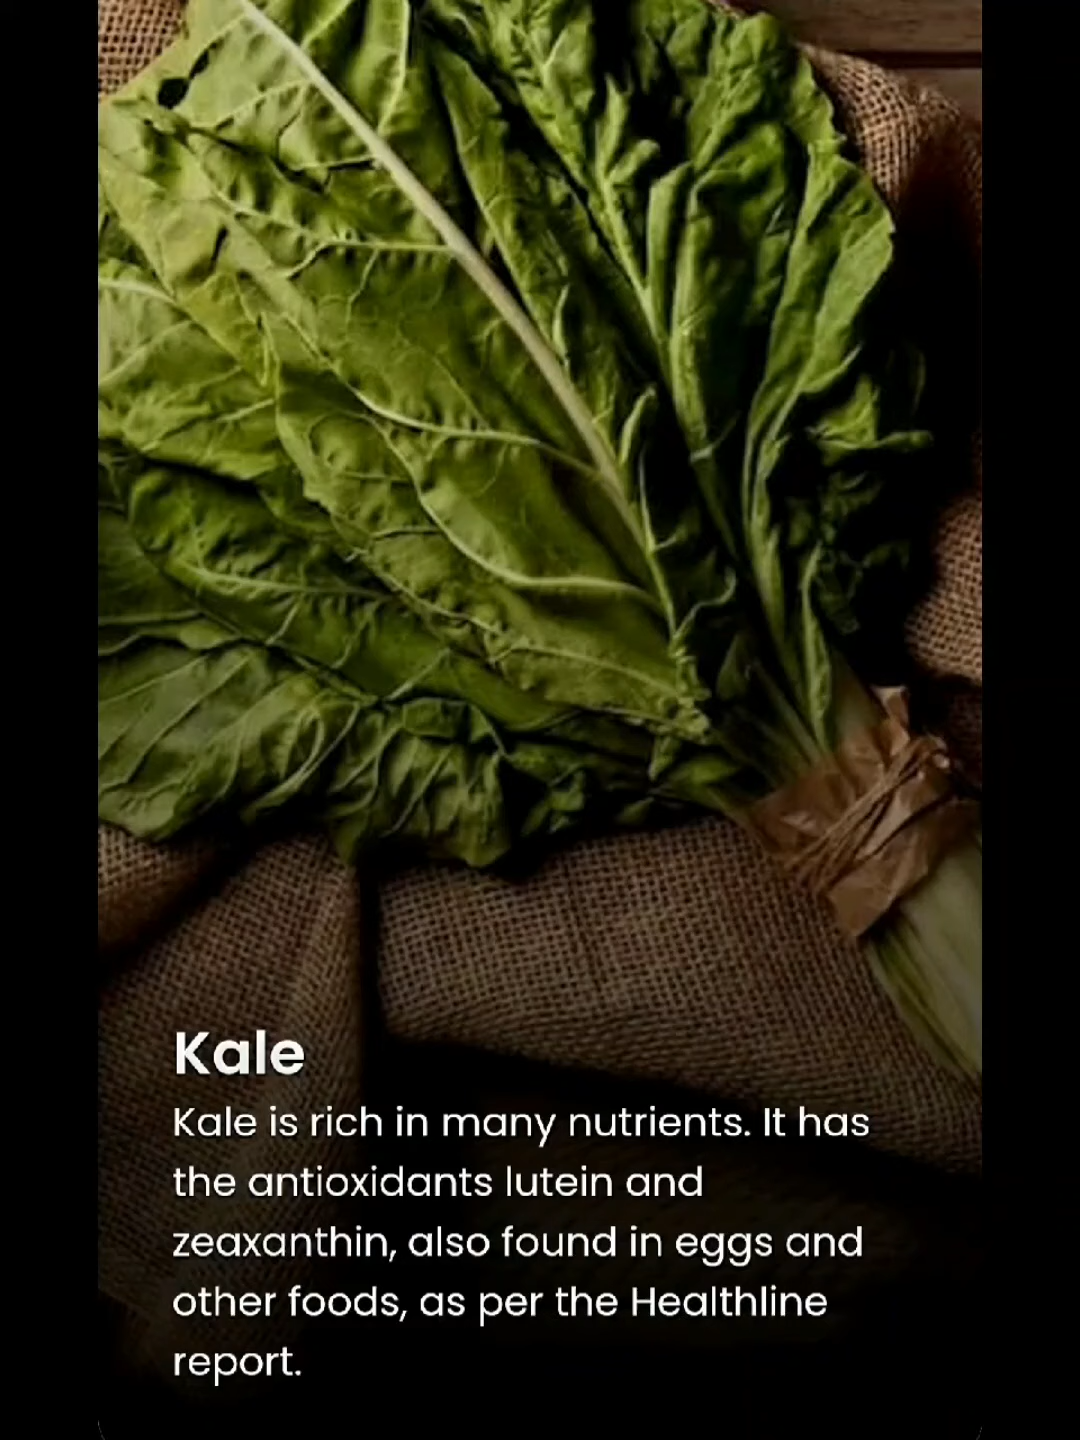 Kale
Kale is rich in many nutrients. It has
the antioxidants lutein and
zeaxanthin, also found in eggs and
other foods, as per the Healthline
report.